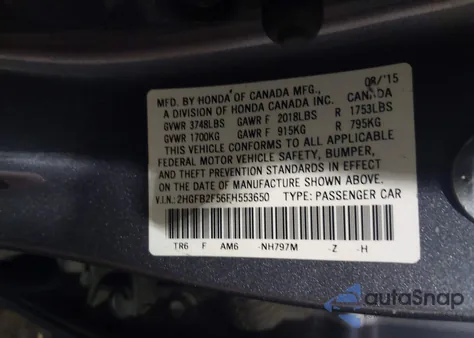 08/'15
MFD. BY HONDA OF CANADA MFG., CANADA
A DIVISION OF HONDA CANADA INC.
GVWR 3748LBS GAWR F 2018LBS R 1753LBS
GVWR 1700KG GAWR F 915KG R 795KG
THIS VEHICLE CONFORMS TO ALL APPLICABLE
FEDERAL MOTOR VEHICLE SAFETY, BUMPER,
AND THEFT PREVENTION STANDARDS IN EFFECT
ON THE DATE OF MANUFACTURE SHOWN ABOVE.
V.I.N.: 2HGFB2F56FH553650 TYPE: PASSENGER CAR
TR6 F AM6 -NH797M -Z -H
autoSnap